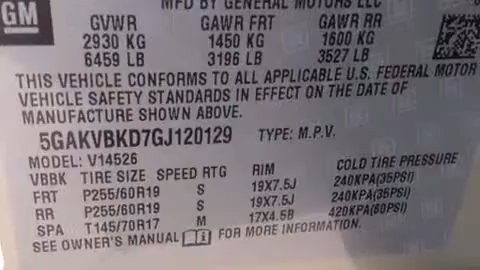 MFD BY GENERAL MOTORS LLC
GM
GVWR GAWR FRT GAWR RR
2930 KG 1450 KG 1600 KG
6459 LB 3196 LB 3527 LB
THIS VEHICLE CONFORMS TO ALL APPLICABLE U.S. FEDERAL MOTOR
VEHICLE SAFETY STANDARDS IN EFFECT ON THE DATE OF
MANUFACTURE SHOWN ABOVE.
5GAKVBKD7GJ120129 TYPE: M.P.V.
MODEL: V14526
VBBK TIRE SIZE SPEED RTG RIM COLD TIRE PRESSURE
FRT P255/60R19 S 19X7.5J 240KPA(35PSI)
RR P255/60R19 S 19X7.5J 240KPA(35PSI)
SPA T145/70R17 M 17X4.5B 420KPA(60PSI)
SEE OWNER'S MANUAL FOR MORE INFORMATION.